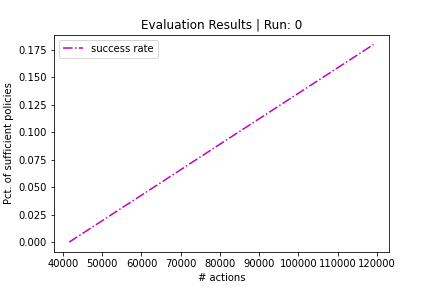 Evaluation Results | Run: 0
success rate
Pct. of sufficient policies
0.175
0.150
0.125
0.100
0.075
0.050
0.025
0.000
40000 50000 60000 70000 80000 90000 100000 110000 120000
# actions